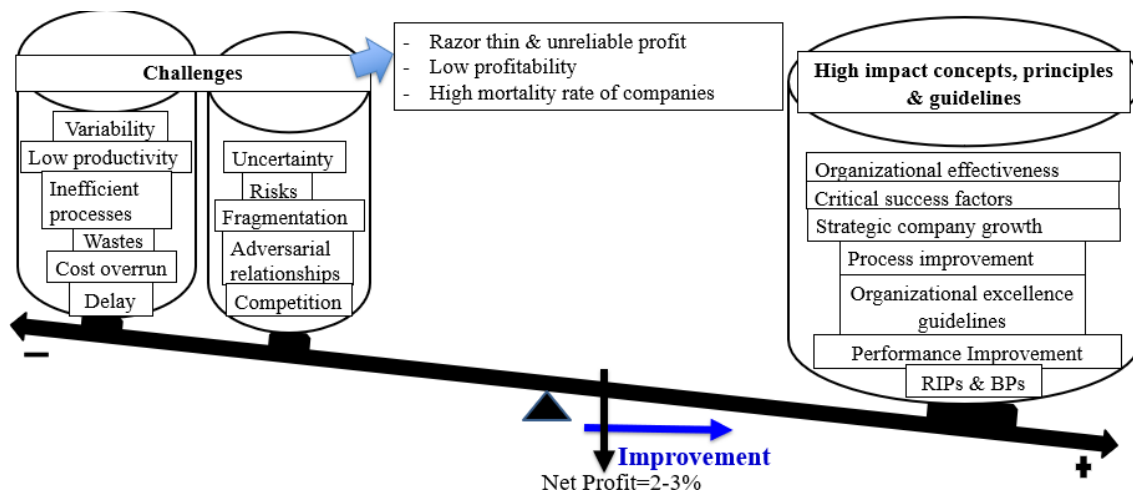 Challenges
Variability
Low productivity
Inefficient
processes
Wastes
Cost overrun
Delay
Uncertainty
Risks
Fragmentation
Adversarial
relationships
Competition
- Razor thin & unreliable profit
- Low profitability
- High mortality rate of companies
High impact concepts, principles
& guidelines
Organizational effectiveness
Critical success factors
Strategic company growth
Process improvement
Organizational excellence
guidelines
Performance Improvement
RIPs & BPs
−
+
Improvement
Net Profit=2-3%